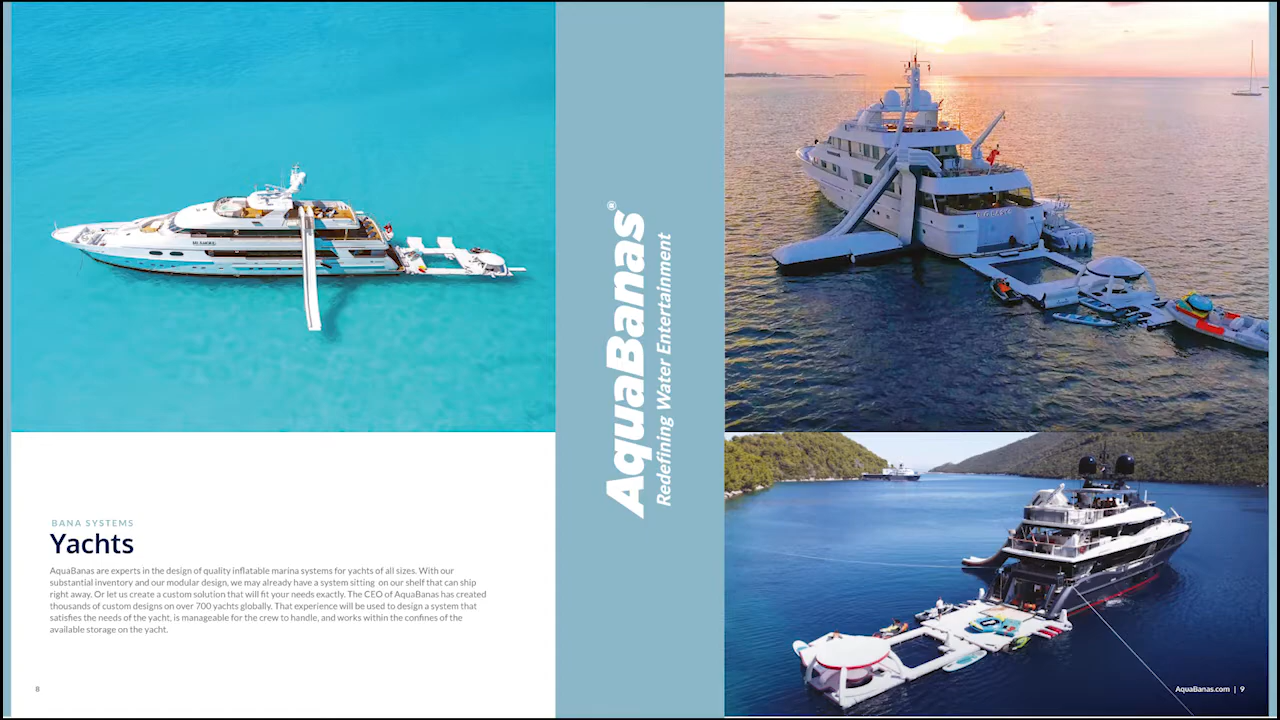 BANA SYSTEMS
Yachts
AquaBanas are experts in the design of quality inflatable marina systems for yachts of all sizes. With our
substantial inventory and our modular design, we may already have a system sitting on our shelf that can ship
right away. Or let us create a custom solution that will fit your needs exactly. The CEO of AquaBanas has created
thousands of custom designs on over 700 yachts globally. That experience will be used to design a system that
satisfies the needs of the yacht, is manageable for the crew to handle, and works within the confines of the
available storage on the yacht.
8
AquaBanas®
Redefining Water Entertainment
AquaBanas.com | 9